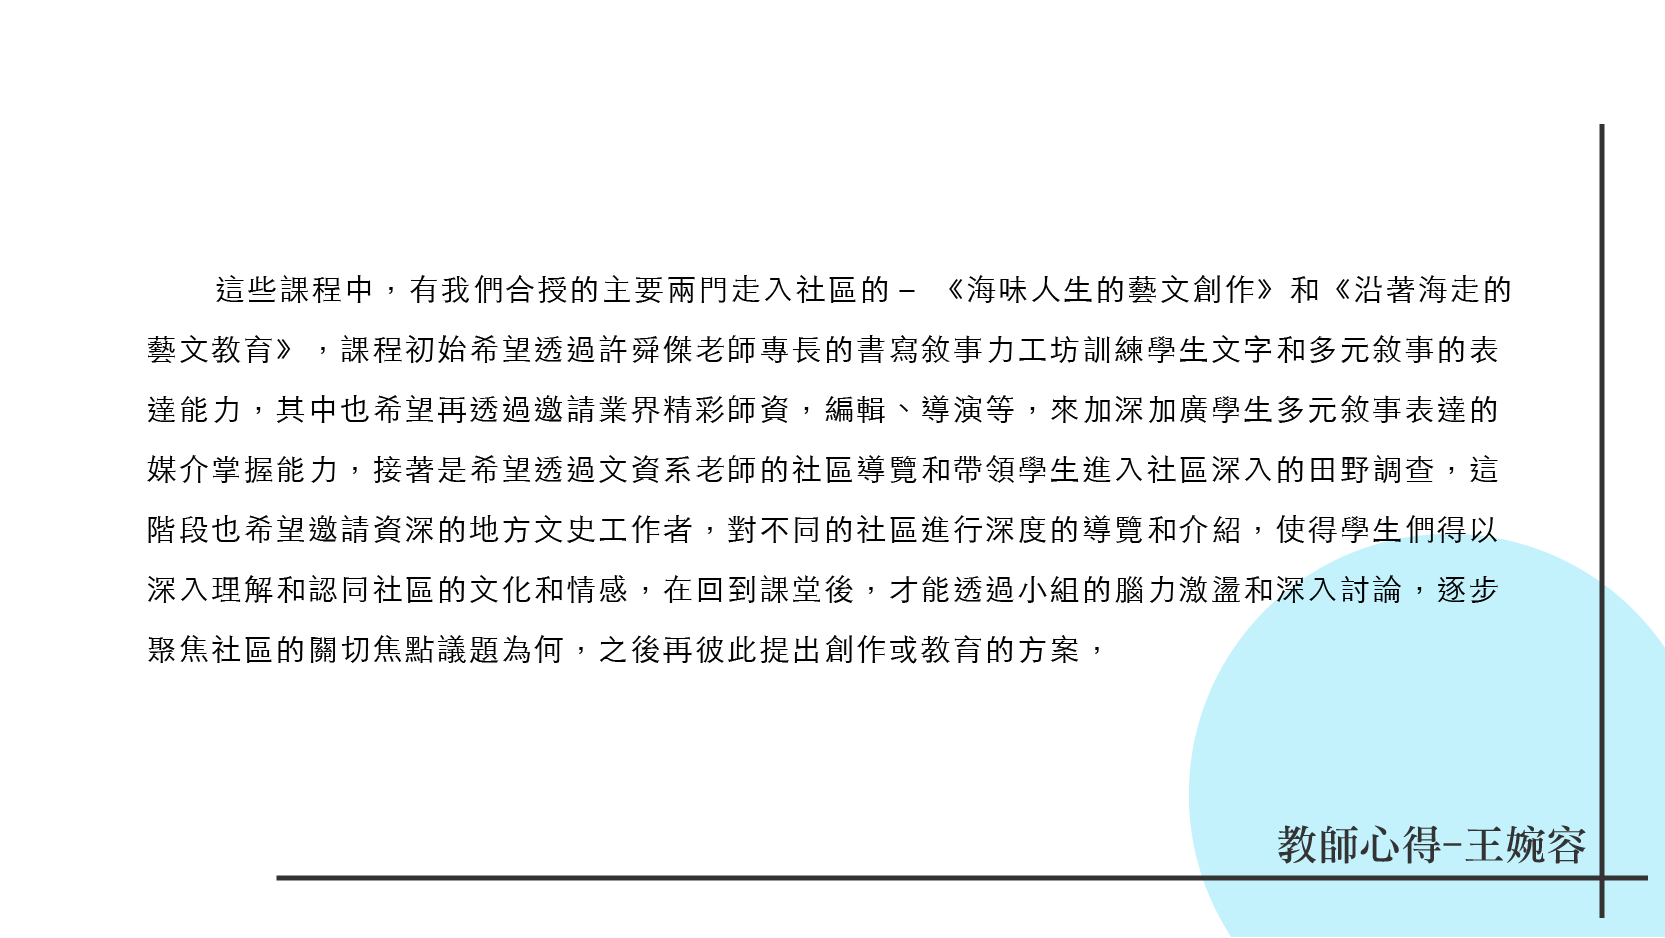 這些課程中，有我們合授的主要兩門走入社區的– 《海味人生的藝文創作》和《沿著海走的
藝文教育》，課程初始希望透過許舜傑老師專長的書寫敘事力工坊訓練學生文字和多元敘事的表
達能力，其中也希望再透過邀請業界精彩師資，編輯、導演等，來加深加廣學生多元敘事表達的
媒介掌握能力，接著是希望透過文資系老師的社區導覽和帶領學生進入社區深入的田野調查，這
階段也希望邀請資深的地方文史工作者，對不同的社區進行深度的導覽和介紹，使得學生們得以
深入理解和認同社區的文化和情感，在回到課堂後，才能透過小組的腦力激盪和深入討論，逐步
聚焦社區的關切焦點議題為何，之後再彼此提出創作或教育的方案，
教師心得-王婉容